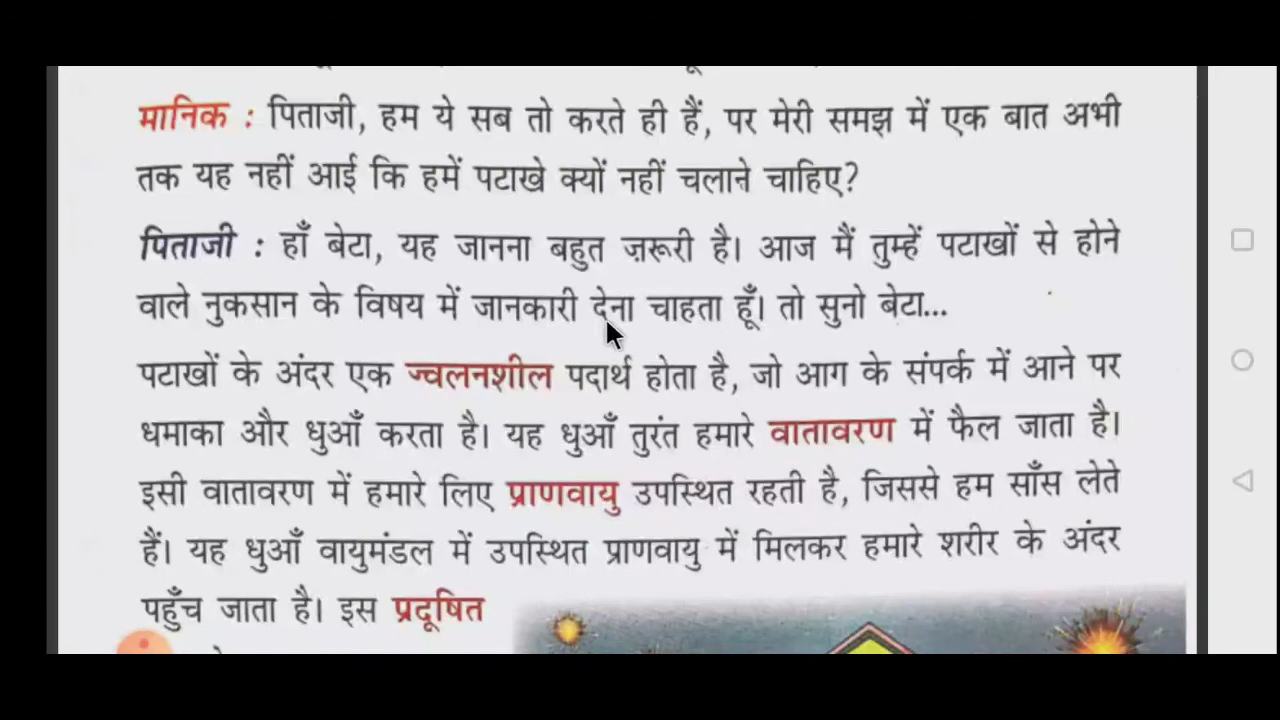 मानिक : पिताजी, हम ये सब तो करते ही हैं, पर मेरी समझ में एक बात अभी
तक यह नहीं आई कि हमें पटाखे क्यों नहीं चलाने चाहिए?
पिताजी : हाँ बेटा, यह जानना बहुत ज़रूरी है। आज मैं तुम्हें पटाखों से होने
वाले नुकसान के विषय में जानकारी देना चाहता हूँ। तो सुनो बेटा...
पटाखों के अंदर एक ज्वलनशील पदार्थ होता है, जो आग के संपर्क में आने पर
धमाका और धुआँ करता है। यह धुआँ तुरंत हमारे वातावरण में फैल जाता है।
इसी वातावरण में हमारे लिए प्राणवायु उपस्थित रहती है, जिससे हम साँस लेते
हैं। यह धुआँ वायुमंडल में उपस्थित प्राणवायु में मिलकर हमारे शरीर के अंदर
पहुँच जाता है। इस प्रदूषित